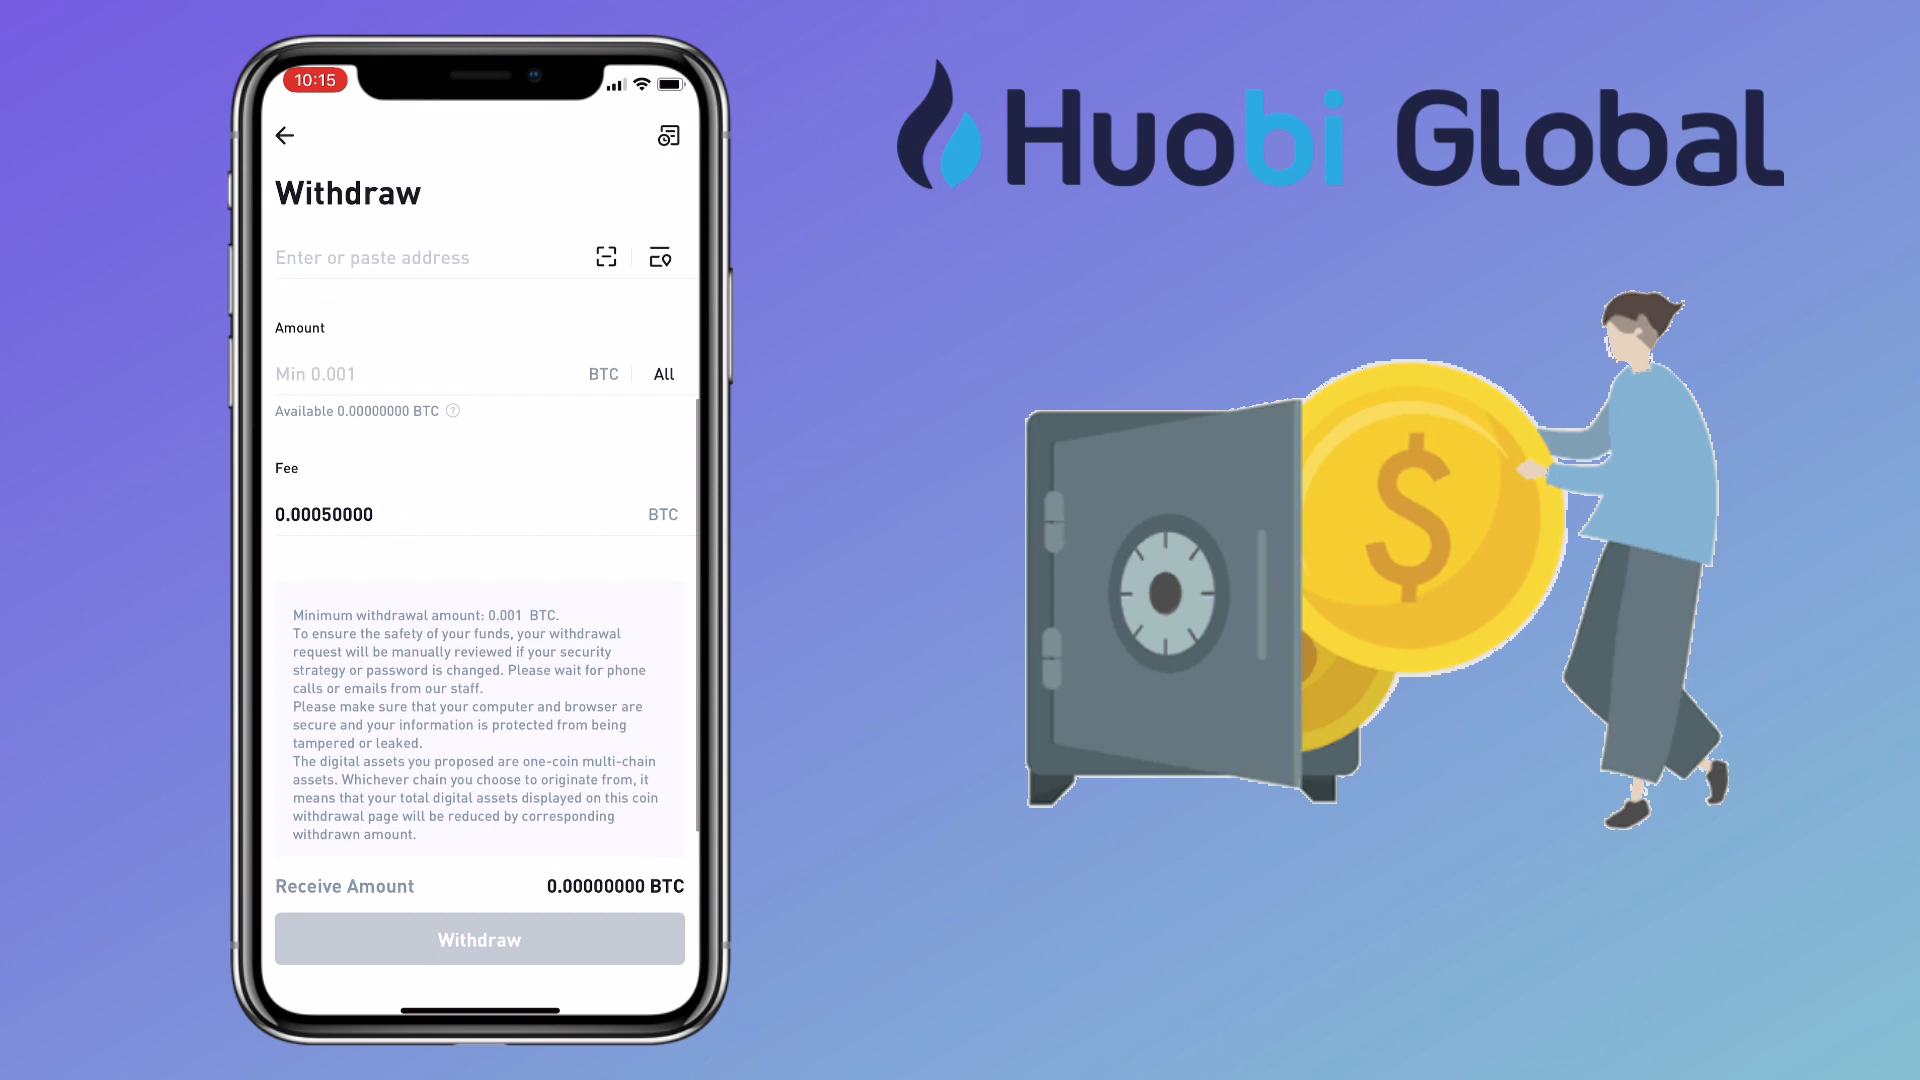 10:15
Withdraw
Enter or paste address
Amount
Min 0.001 BTC All
Available 0.00000000 BTC ?
Fee
0.00050000 BTC
Minimum withdrawal amount: 0.001 BTC.
To ensure the safety of your funds, your withdrawal
request will be manually reviewed if your security
strategy or password is changed. Please wait for phone
calls or emails from our staff.
Please make sure that your computer and browser are
secure and your information is protected from being
tampered or leaked.
The digital assets you proposed are one-coin multi-chain
assets. Whichever chain you choose to originate from, it
means that your total digital assets displayed on this coin
withdrawal page will be reduced by corresponding
withdrawn amount.
Receive Amount 0.00000000 BTC
Withdraw
Huobi Global
$